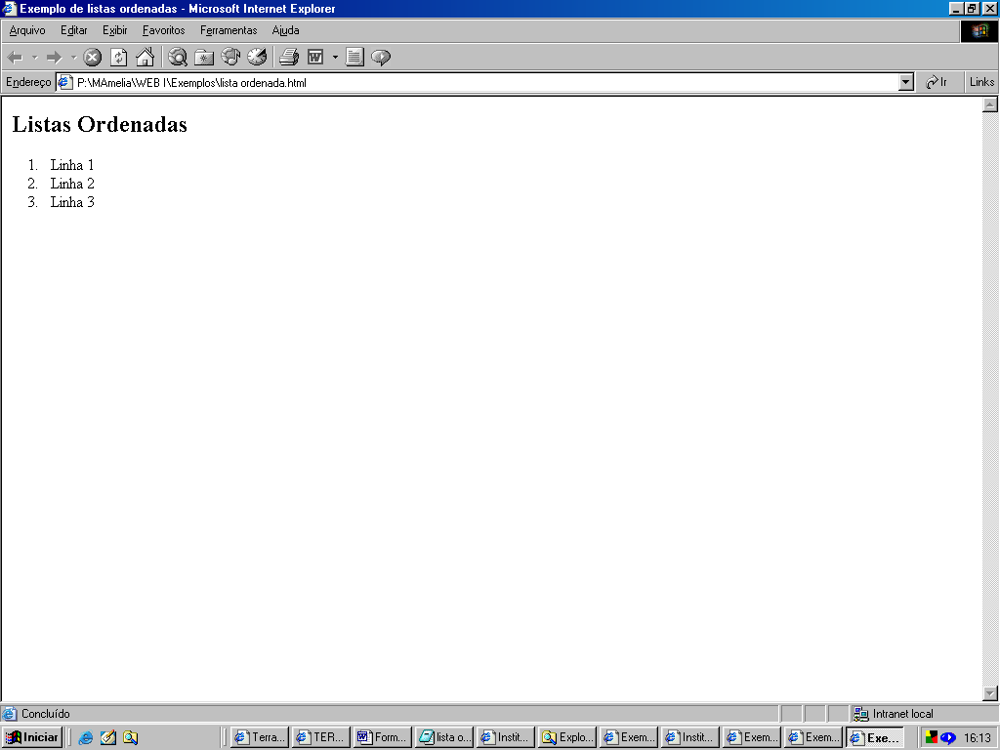 Exemplo de listas ordenadas - Microsoft Internet Explorer
Arquivo Editar Exibir Favoritos Ferramentas Ajuda
Endereço P:\MAmelia\WEB I\Exemplos\lista ordenada.html Ir Links
Listas Ordenadas
1. Linha 1
2. Linha 2
3. Linha 3
Concluído Intranet local
Iniciar Terra... TER... Form... lista o... Instit... Explo... Exem... Instit... Exem... Exem... Exe... 16:13